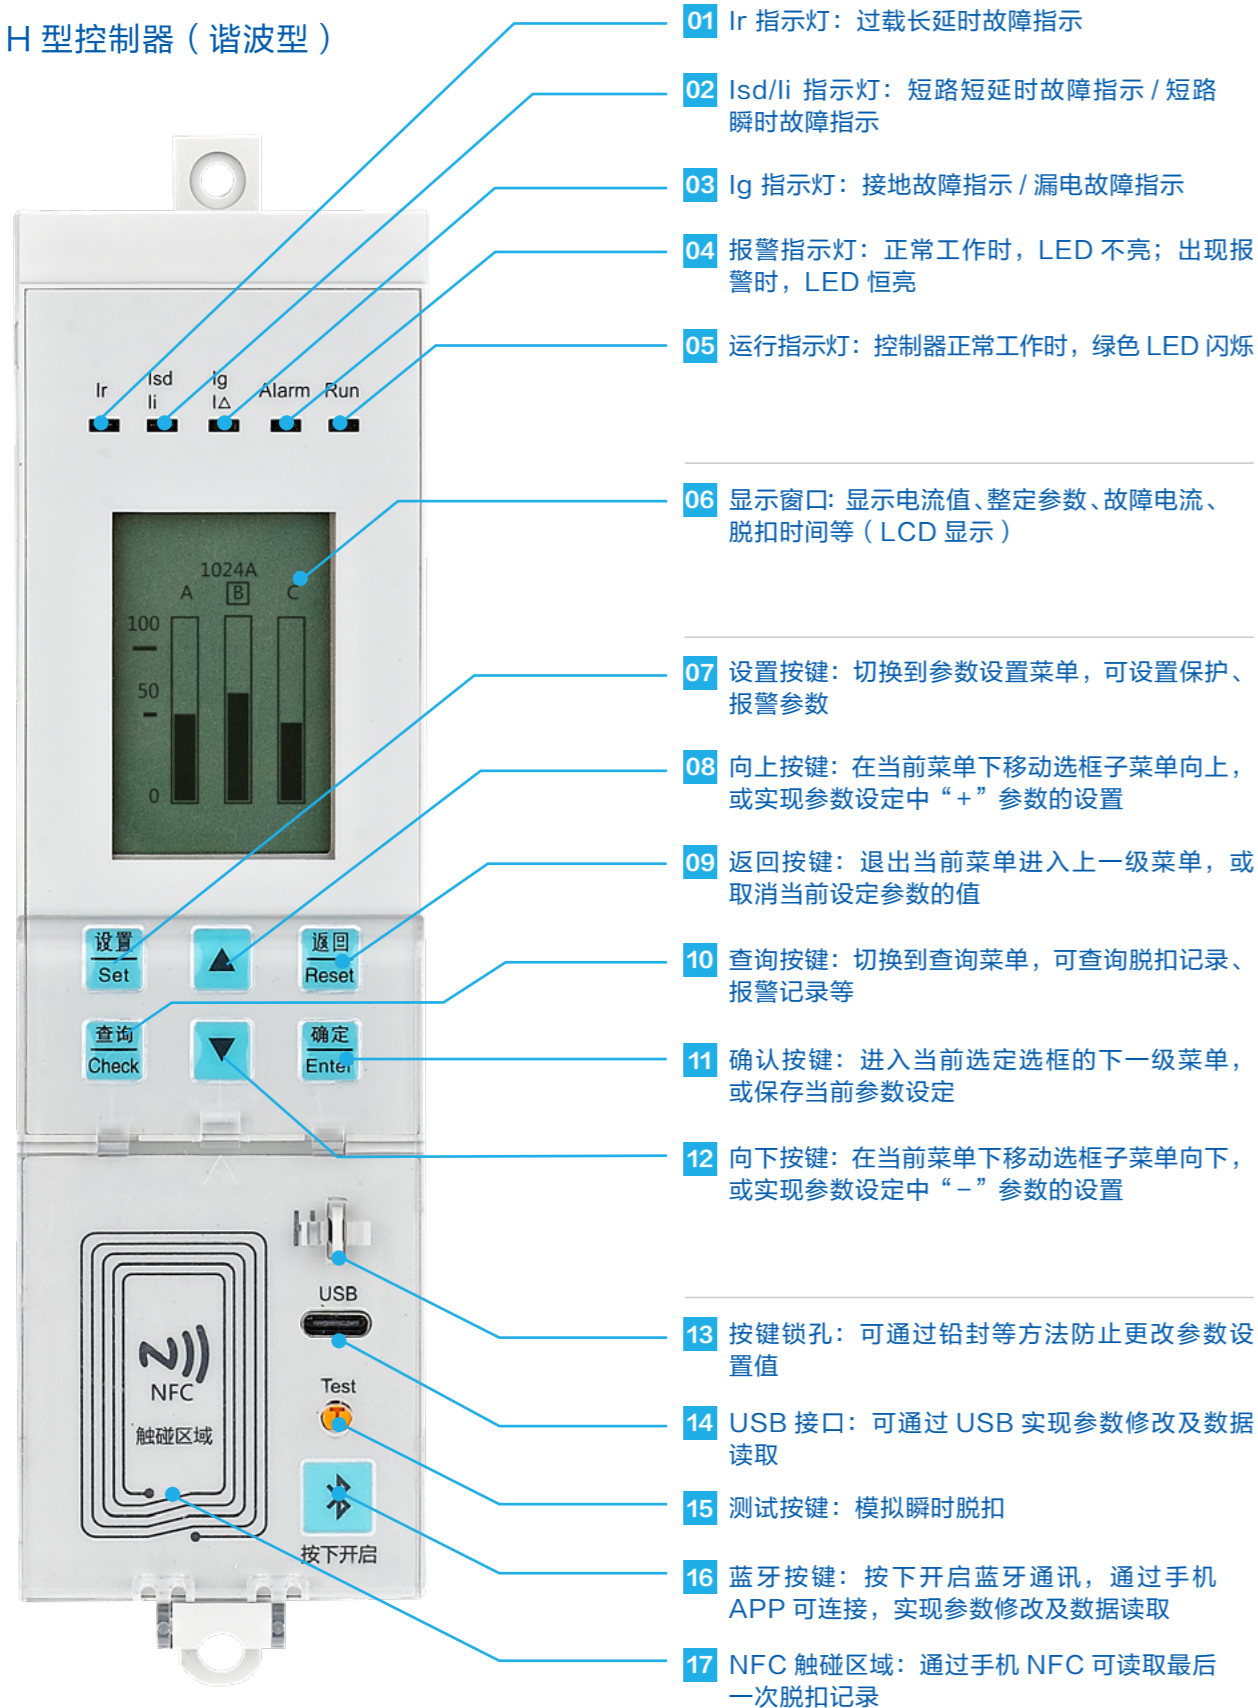 H 型控制器（谐波型）
01 Ir 指示灯：过载长延时故障指示
02 Isd/Ii 指示灯：短路短延时故障指示 / 短路
瞬时故障指示
03 Ig 指示灯：接地故障指示 / 漏电故障指示
04 报警指示灯：正常工作时，LED 不亮；出现报
警时，LED 恒亮
05 运行指示灯：控制器正常工作时，绿色 LED 闪烁
Ir
Isd
Ii
Ig
I△
Alarm
Run
06 显示窗口：显示电流值、整定参数、故障电流、
脱扣时间等（LCD 显示）
1024A
A B C
100
50
0
07 设置按键：切换到参数设置菜单，可设置保护、
报警参数
08 向上按键：在当前菜单下移动选框子菜单向上，
或实现参数设定中“+”参数的设置
09 返回按键：退出当前菜单进入上一级菜单，或
取消当前设定参数的值
10 查询按键：切换到查询菜单，可查询脱扣记录、
报警记录等
11 确认按键：进入当前选定选框的下一级菜单，
或保存当前参数设定
12 向下按键：在当前菜单下移动选框子菜单向下，
或实现参数设定中“−”参数的设置
设置
Set
▲
返回
Reset
查询
Check
▼
确定
Enter
13 按键锁孔：可通过铅封等方法防止更改参数设
置值
14 USB 接口：可通过 USB 实现参数修改及数据
读取
15 测试按键：模拟瞬时脱扣
16 蓝牙按键：按下开启蓝牙通讯，通过手机
APP 可连接，实现参数修改及数据读取
17 NFC 触碰区域：通过手机 NFC 可读取最后
一次脱扣记录
USB
NFC
触碰区域
Test
T
按下开启